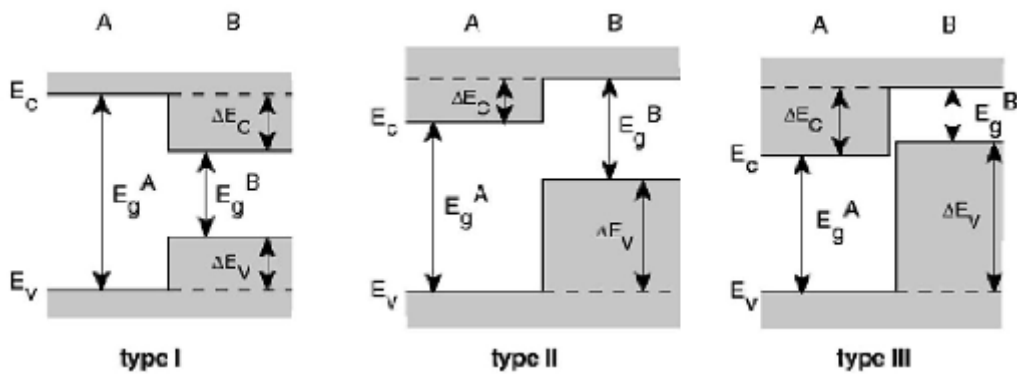 A B
E_C
ΔE_C
E_g^A
E_g^B
ΔE_V
E_V
type I
A B
ΔE_C
E_c
E_g^B
E_g^A
ΔE_V
E_V
type II
A B
ΔE_C
E_g^B
E_c
E_g^A
ΔE_V
E_V
type III